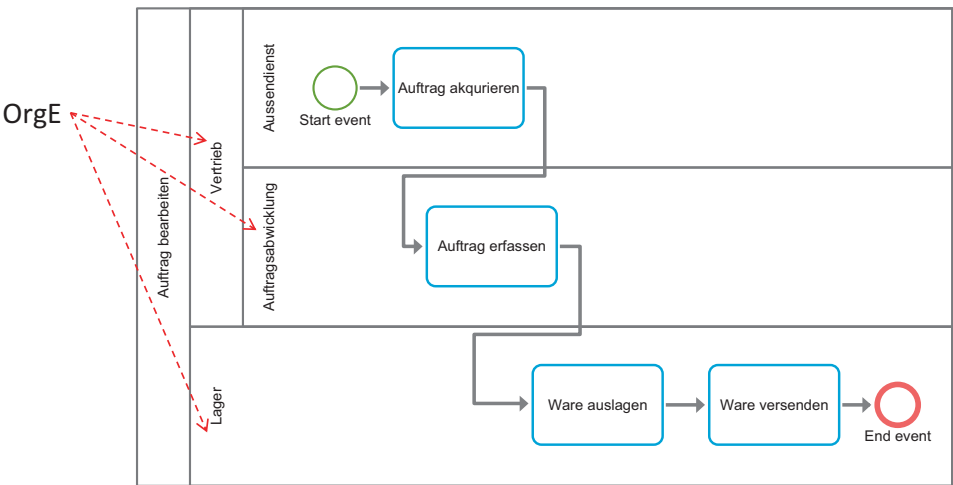 OrgE
Auftrag bearbeiten
Vertrieb
Aussendienst
Start event
Auftrag akqurieren
Auftragsabwicklung
Auftrag erfassen
Lager
Ware auslagen
Ware versenden
End event